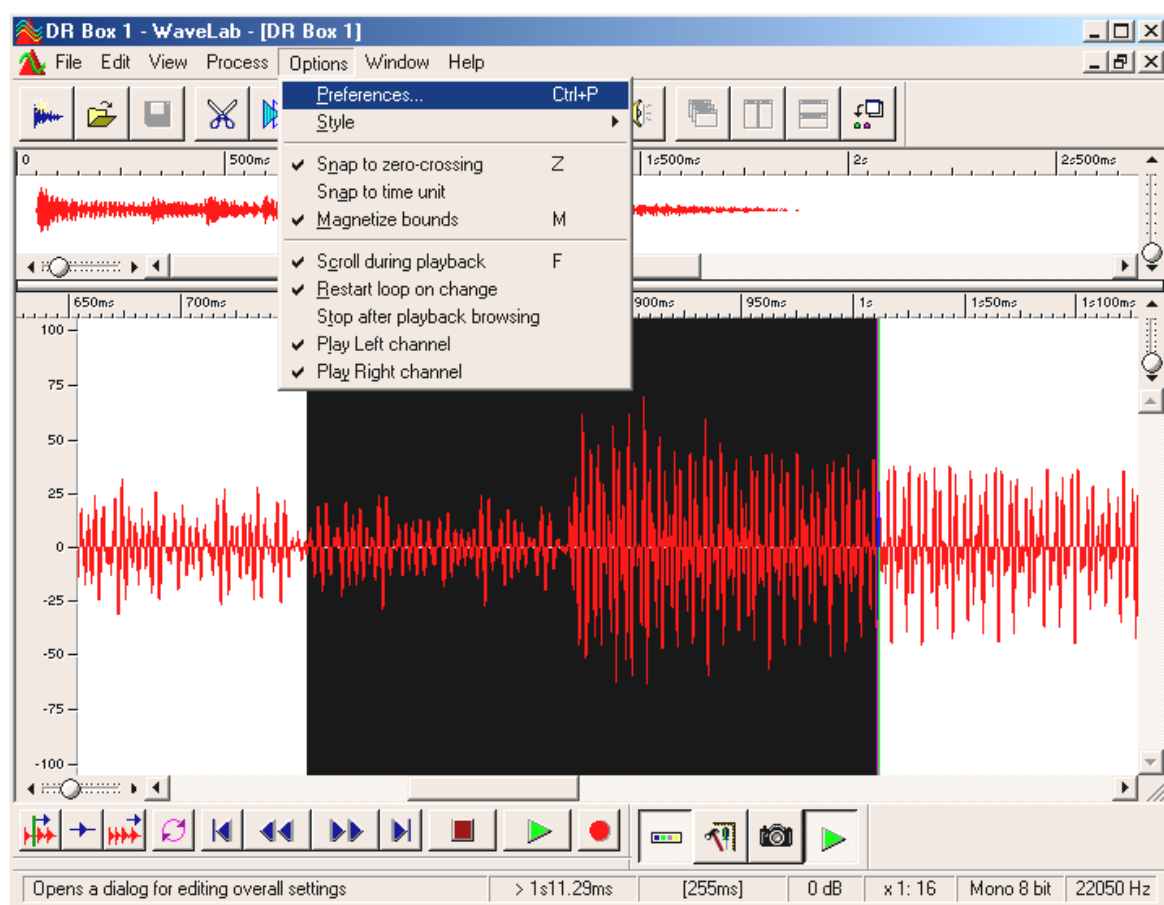 DR Box 1 - WaveLab - [DR Box 1]
File Edit View Process Options Window Help
Preferences... Ctrl+P
Style
Snap to zero-crossing Z
Snap to time unit
Magnetize bounds M
Scroll during playback F
Restart loop on change
Stop after playback browsing
Play Left channel
Play Right channel
0 500ms 1s500ms 2s 2s500ms
650ms 700ms 900ms 950ms 1s 1s50ms 1s100ms
100
75
50
25
0
-25
-50
-75
-100
Opens a dialog for editing overall settings > 1s11.29ms [255ms] 0 dB x 1: 16 Mono 8 bit 22050 Hz